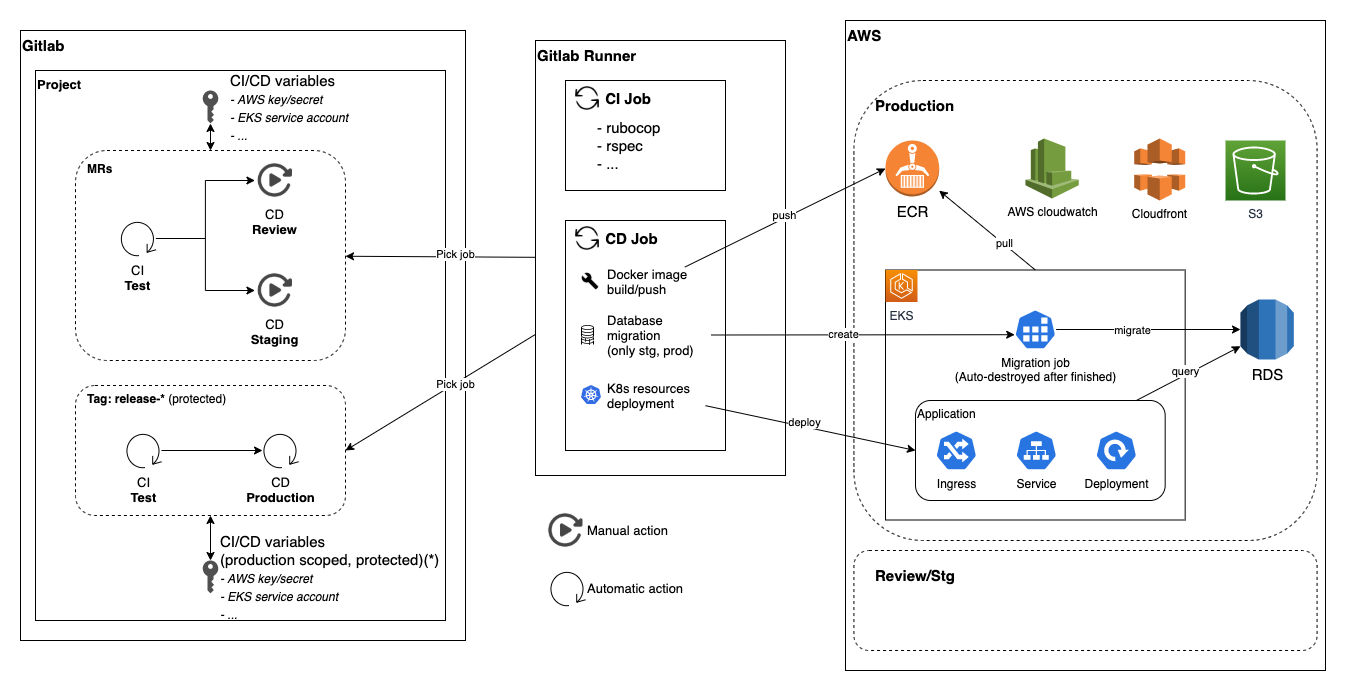 Gitlab
Project
CI/CD variables
- AWS key/secret
- EKS service account
- ...
MRs
CD
Review
CI
Test
CD
Staging
Tag: release-* (protected)
CI
Test
CD
Production
CI/CD variables
(production scoped, protected)(*)
- AWS key/secret
- EKS service account
- ...
Pick job
Pick job
Gitlab Runner
CI Job
- rubocop
- rspec
- ...
CD Job
Docker image
build/push
Database
migration
(only stg, prod)
K8s resources
deployment
Manual action
Automatic action
push
create
deploy
AWS
Production
ECR
AWS cloudwatch
Cloudfront
S3
pull
EKS
Migration job
(Auto-destroyed after finished)
migrate
query
RDS
Application
Ingress
Service
Deployment
Review/Stg